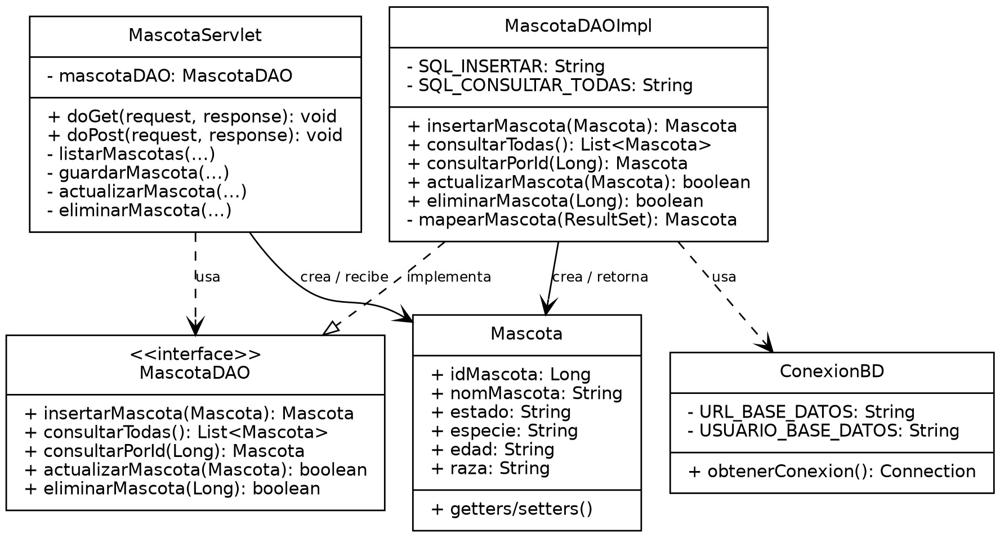 MascotaServlet
- mascotaDAO: MascotaDAO
+ doGet(request, response): void
+ doPost(request, response): void
- listarMascotas(...)
- guardarMascota(...)
- actualizarMascota(...)
- eliminarMascota(...)
MascotaDAOImpl
- SQL_INSERTAR: String
- SQL_CONSULTAR_TODAS: String
+ insertarMascota(Mascota): Mascota
+ consultarTodas(): List<Mascota>
+ consultarPorId(Long): Mascota
+ actualizarMascota(Mascota): boolean
+ eliminarMascota(Long): boolean
- mapearMascota(ResultSet): Mascota
usa
crea / recibe
implementa
crea / retorna
usa
<<interface>>
MascotaDAO
+ insertarMascota(Mascota): Mascota
+ consultarTodas(): List<Mascota>
+ consultarPorId(Long): Mascota
+ actualizarMascota(Mascota): boolean
+ eliminarMascota(Long): boolean
Mascota
+ idMascota: Long
+ nomMascota: String
+ estado: String
+ especie: String
+ edad: String
+ raza: String
+ getters/setters()
ConexionBD
- URL_BASE_DATOS: String
- USUARIO_BASE_DATOS: String
+ obtenerConexion(): Connection